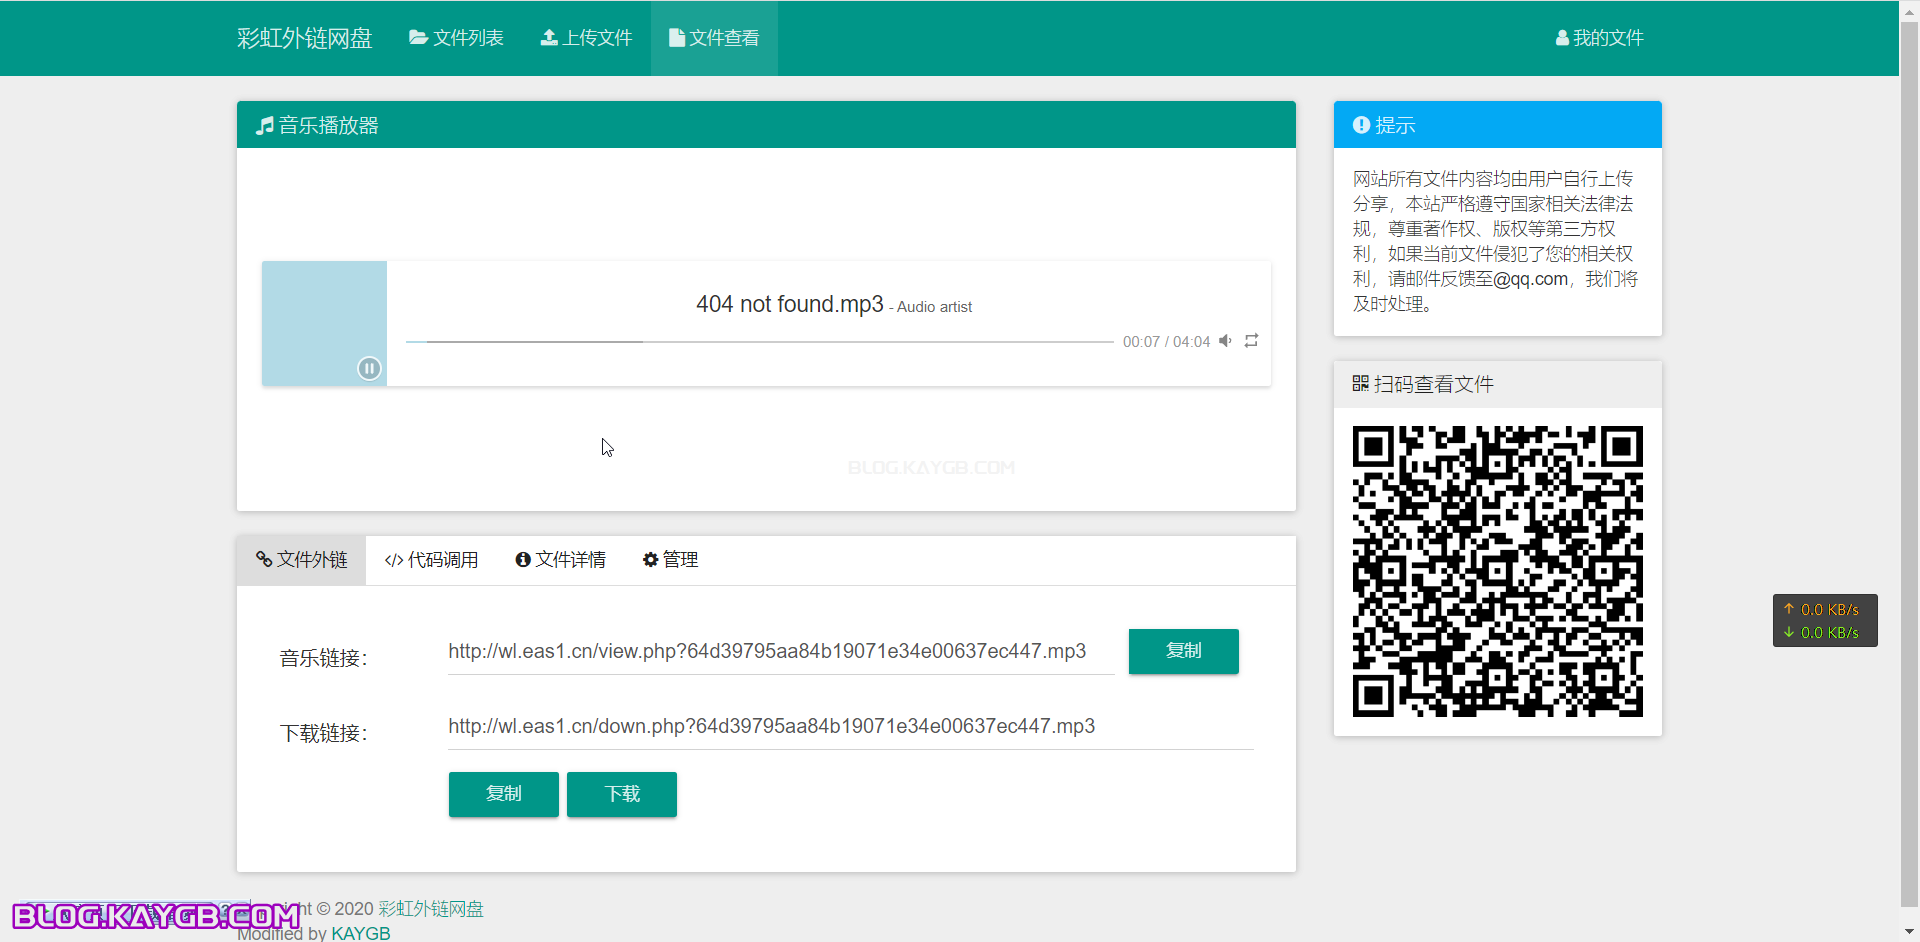 彩虹外链网盘 文件列表 上传文件 文件查看 我的文件
音乐播放器
404 not found.mp3 - Audio artist
00:07 / 04:04
BLOG.KAYGB.COM
文件外链 代码调用 文件详情 管理
音乐链接： http://wl.eas1.cn/view.php?64d39795aa84b19071e34e00637ec447.mp3 复制
下载链接： http://wl.eas1.cn/down.php?64d39795aa84b19071e34e00637ec447.mp3
复制 下载
提示
网站所有文件内容均由用户自行上传
分享，本站严格遵守国家相关法律法
规，尊重著作权、版权等第三方权
利，如果当前文件侵犯了您的相关权
利，请邮件反馈至@qq.com，我们将
及时处理。
扫码查看文件
↑ 0.0 KB/s
↓ 0.0 KB/s
© 2020 彩虹外链网盘
BLOG.KAYGB.COM
Modified by KAYGB